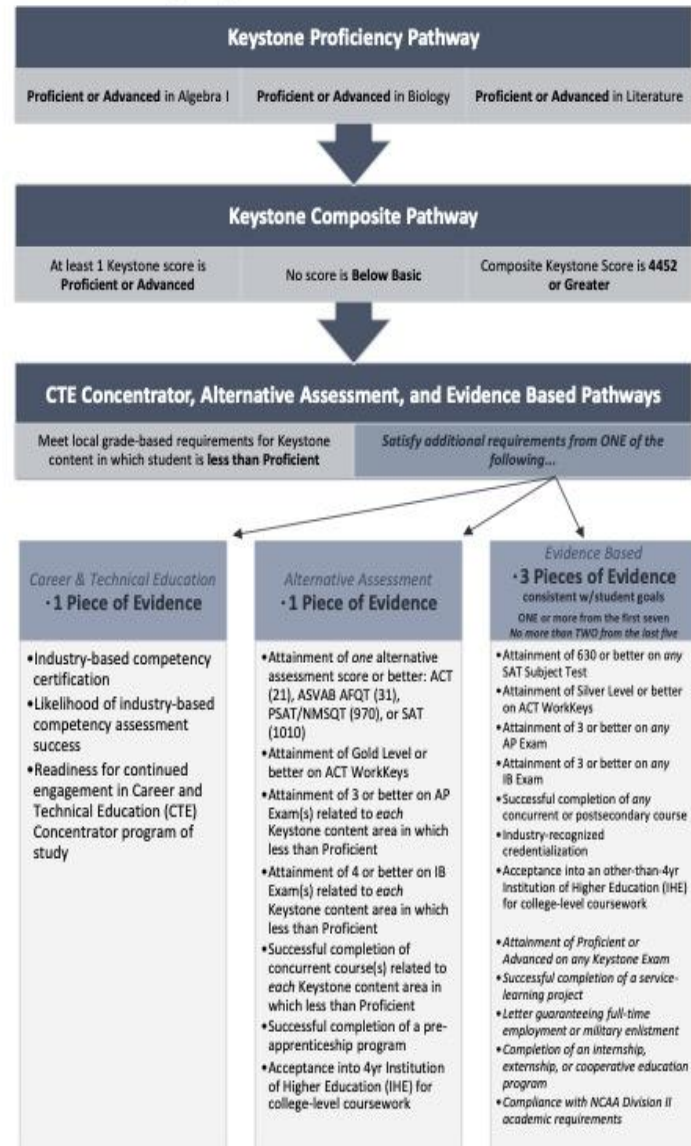 Keystone Proficiency Pathway
Proficient or Advanced in Algebra I
Proficient or Advanced in Biology
Proficient or Advanced in Literature
Keystone Composite Pathway
At least 1 Keystone score is
Proficient or Advanced
No score is Below Basic
Composite Keystone Score is 4452
or Greater
CTE Concentrator, Alternative Assessment, and Evidence Based Pathways
Meet local grade-based requirements for Keystone
content in which student is less than Proficient
Satisfy additional requirements from ONE of the
following...
Career & Technical Education
· 1 Piece of Evidence
•Industry-based competency
certification
•Likelihood of industry-based
competency assessment
success
•Readiness for continued
engagement in Career and
Technical Education (CTE)
Concentrator program of
study
Alternative Assessment
· 1 Piece of Evidence
•Attainment of one alternative
assessment score or better: ACT
(21), ASVAB AFQT (31),
PSAT/NMSQT (970), or SAT
(1010)
•Attainment of Gold Level or
better on ACT WorkKeys
•Attainment of 3 or better on AP
Exam(s) related to each
Keystone content area in which
less than Proficient
•Attainment of 4 or better on IB
Exam(s) related to each
Keystone content area in which
less than Proficient
•Successful completion of
concurrent course(s) related to
each Keystone content area in
which less than Proficient
•Successful completion of a pre-
apprenticeship program
•Acceptance into 4yr Institution
of Higher Education (IHE) for
college-level coursework
Evidence Based
· 3 Pieces of Evidence
consistent w/student goals
ONE or more from the first seven
No more than TWO from the last five
•Attainment of 630 or better on any
SAT Subject Test
•Attainment of Silver Level or better
on ACT WorkKeys
•Attainment of 3 or better on any
AP Exam
•Attainment of 3 or better on any
IB Exam
•Successful completion of any
concurrent or postsecondary course
•Industry-recognized
credentialization
•Acceptance into an other-than-4yr
Institution of Higher Education (IHE)
for college-level coursework
•Attainment of Proficient or
Advanced on any Keystone Exam
•Successful completion of a service-
learning project
•Letter guaranteeing full-time
employment or military enlistment
•Completion of an internship,
externship, or cooperative education
program
•Compliance with NCAA Division II
academic requirements